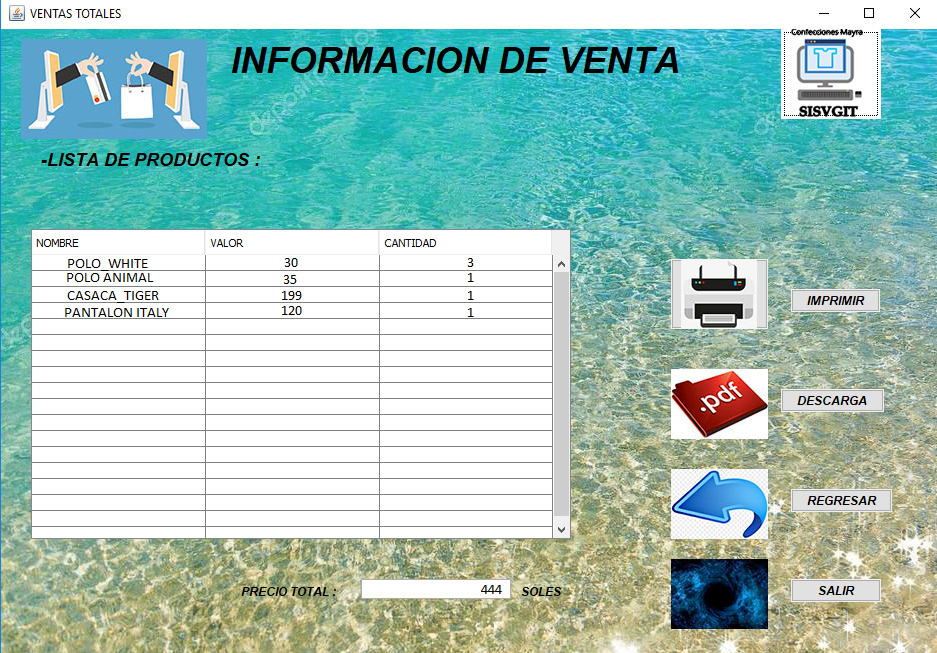 VENTAS TOTALES
Confecciones Mayra
INFORMACION DE VENTA
SISVGIT
-LISTA DE PRODUCTOS :
NOMBRE VALOR CANTIDAD
POLO_WHITE 30 3
POLO ANIMAL 35 1
CASACA_TIGER 199 1
PANTALON ITALY 120 1
IMPRIMIR
.pdf
DESCARGA
REGRESAR
PRECIO TOTAL : 444 SOLES
SALIR